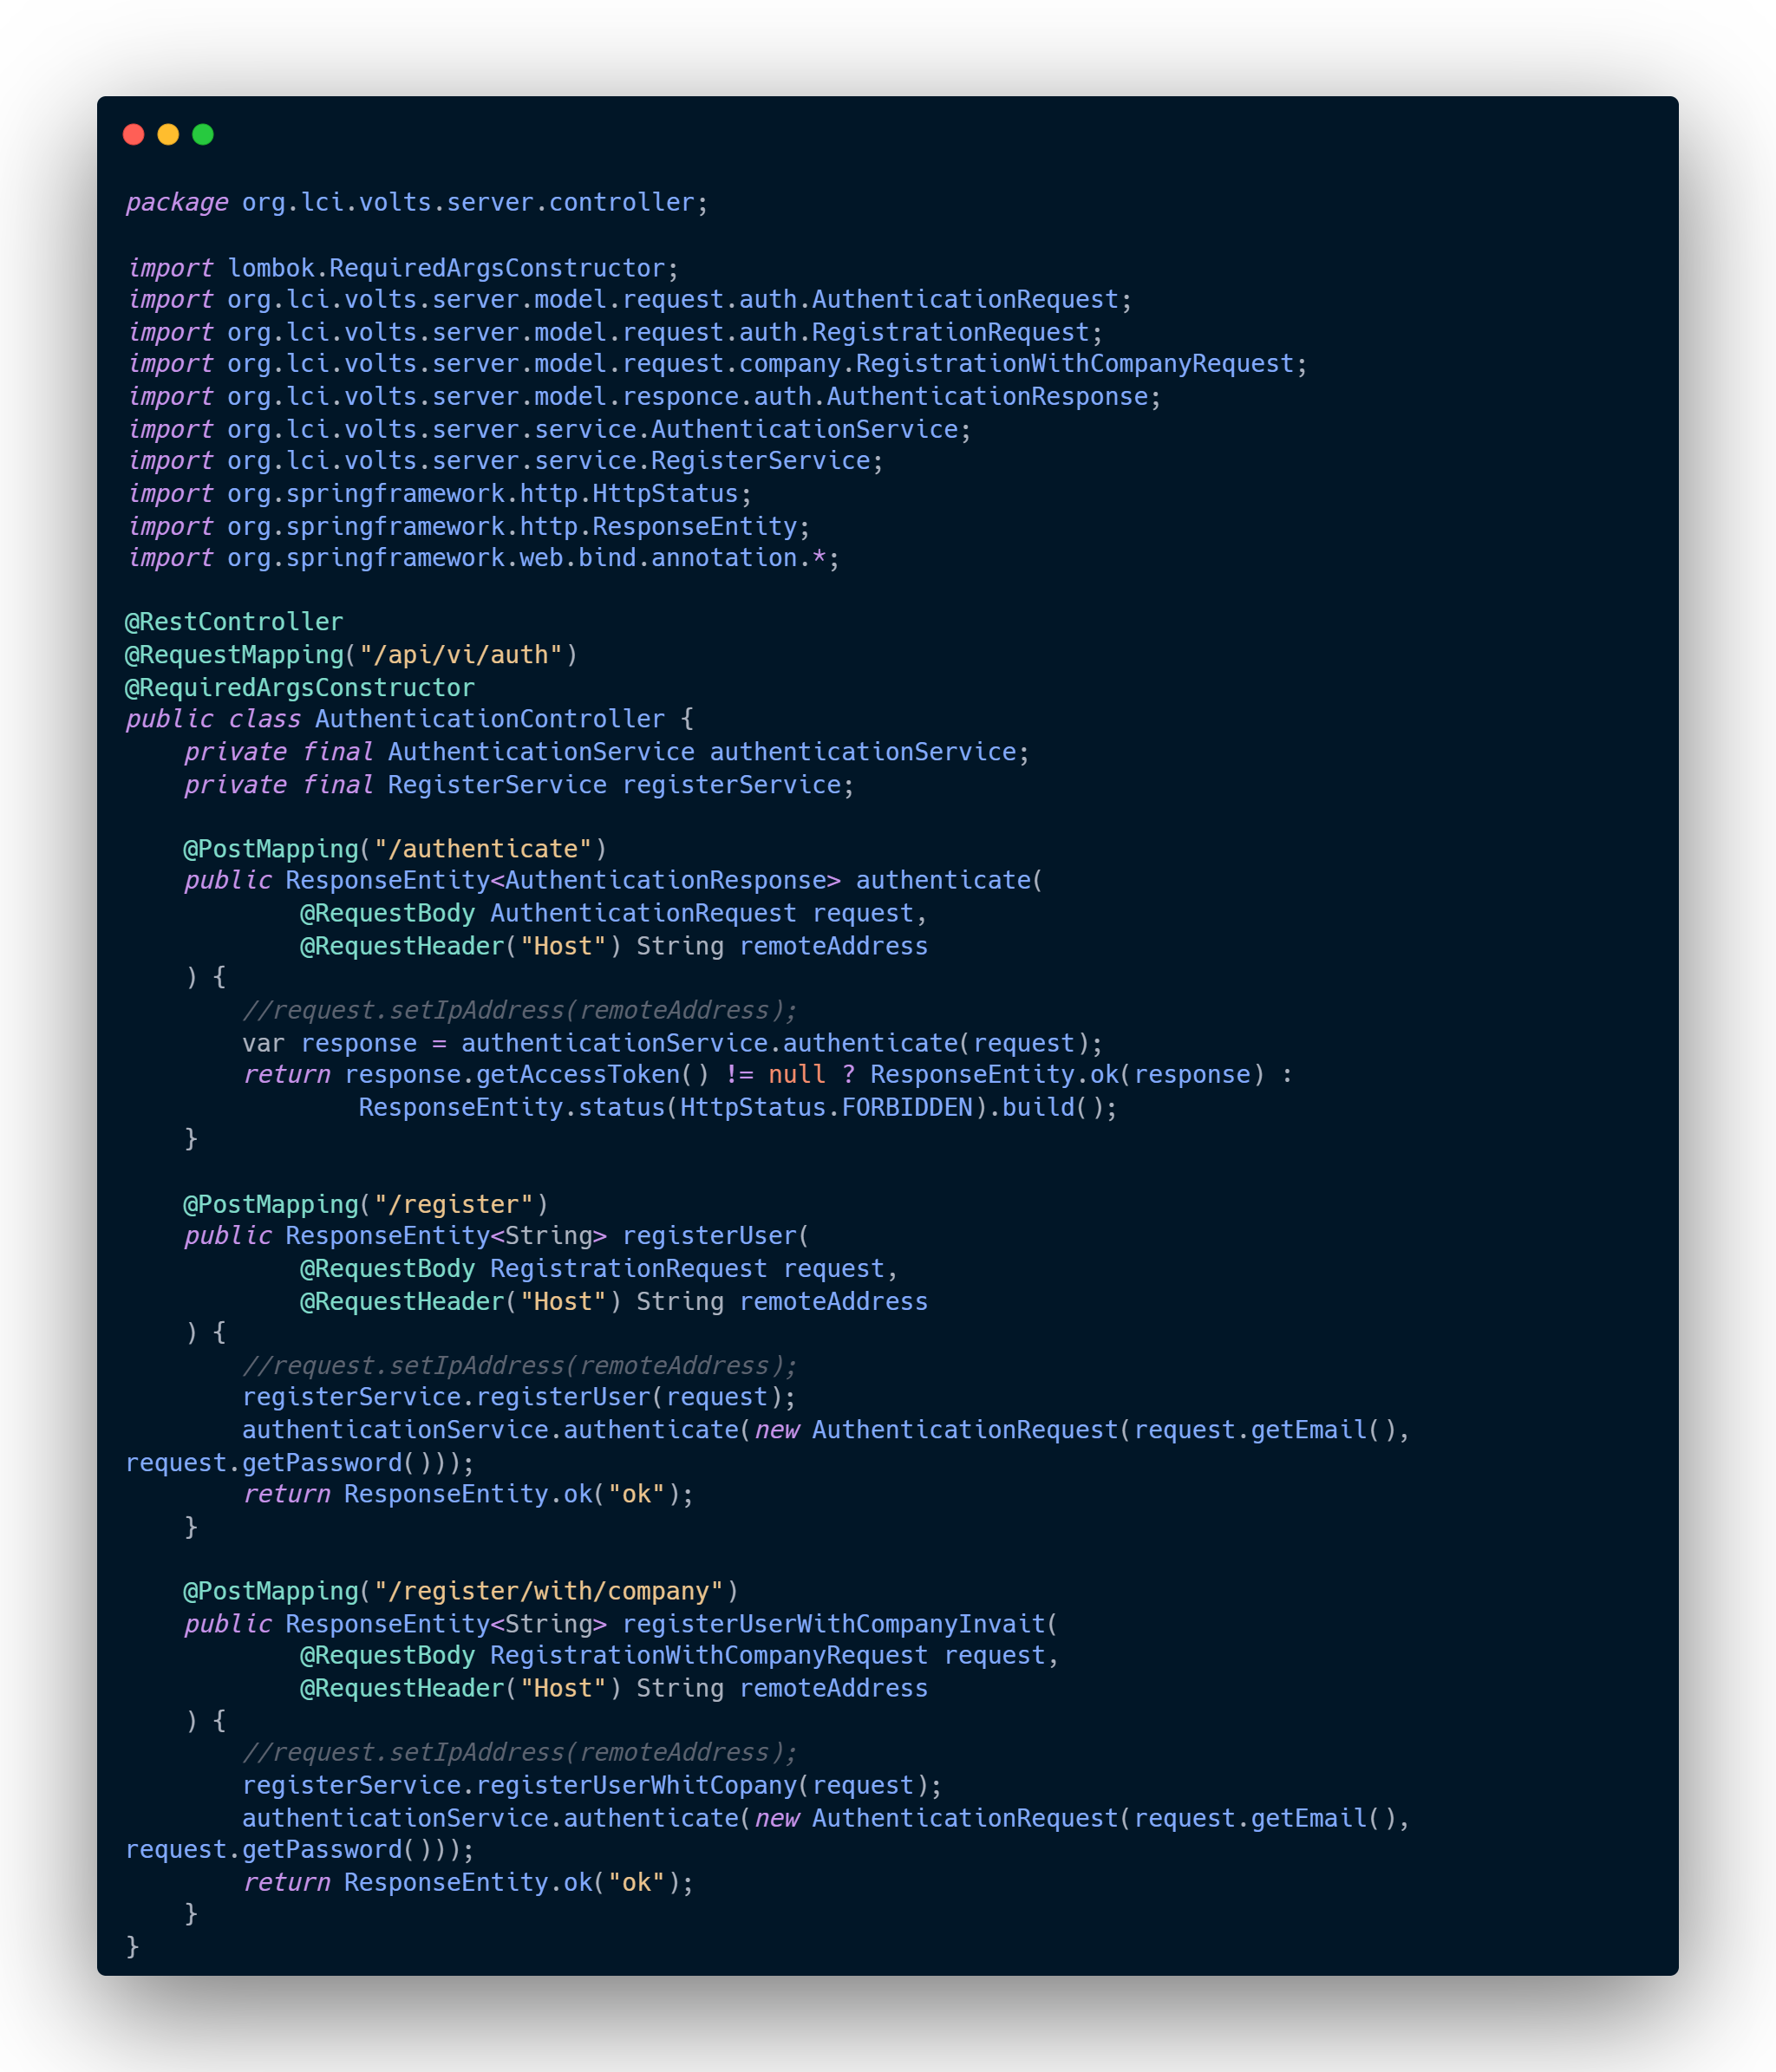 package org.lci.volts.server.controller;

import lombok.RequiredArgsConstructor;
import org.lci.volts.server.model.request.auth.AuthenticationRequest;
import org.lci.volts.server.model.request.auth.RegistrationRequest;
import org.lci.volts.server.model.request.company.RegistrationWithCompanyRequest;
import org.lci.volts.server.model.responce.auth.AuthenticationResponse;
import org.lci.volts.server.service.AuthenticationService;
import org.lci.volts.server.service.RegisterService;
import org.springframework.http.HttpStatus;
import org.springframework.http.ResponseEntity;
import org.springframework.web.bind.annotation.*;

@RestController
@RequestMapping("/api/vi/auth")
@RequiredArgsConstructor
public class AuthenticationController {
    private final AuthenticationService authenticationService;
    private final RegisterService registerService;

    @PostMapping("/authenticate")
    public ResponseEntity<AuthenticationResponse> authenticate(
            @RequestBody AuthenticationRequest request,
            @RequestHeader("Host") String remoteAddress
    ) {
        //request.setIpAddress(remoteAddress);
        var response = authenticationService.authenticate(request);
        return response.getAccessToken() != null ? ResponseEntity.ok(response) :
                ResponseEntity.status(HttpStatus.FORBIDDEN).build();
    }

    @PostMapping("/register")
    public ResponseEntity<String> registerUser(
            @RequestBody RegistrationRequest request,
            @RequestHeader("Host") String remoteAddress
    ) {
        //request.setIpAddress(remoteAddress);
        registerService.registerUser(request);
        authenticationService.authenticate(new AuthenticationRequest(request.getEmail(),
request.getPassword()));
        return ResponseEntity.ok("ok");
    }

    @PostMapping("/register/with/company")
    public ResponseEntity<String> registerUserWithCompanyInvait(
            @RequestBody RegistrationWithCompanyRequest request,
            @RequestHeader("Host") String remoteAddress
    ) {
        //request.setIpAddress(remoteAddress);
        registerService.registerUserWhitCopany(request);
        authenticationService.authenticate(new AuthenticationRequest(request.getEmail(),
request.getPassword()));
        return ResponseEntity.ok("ok");
    }
}